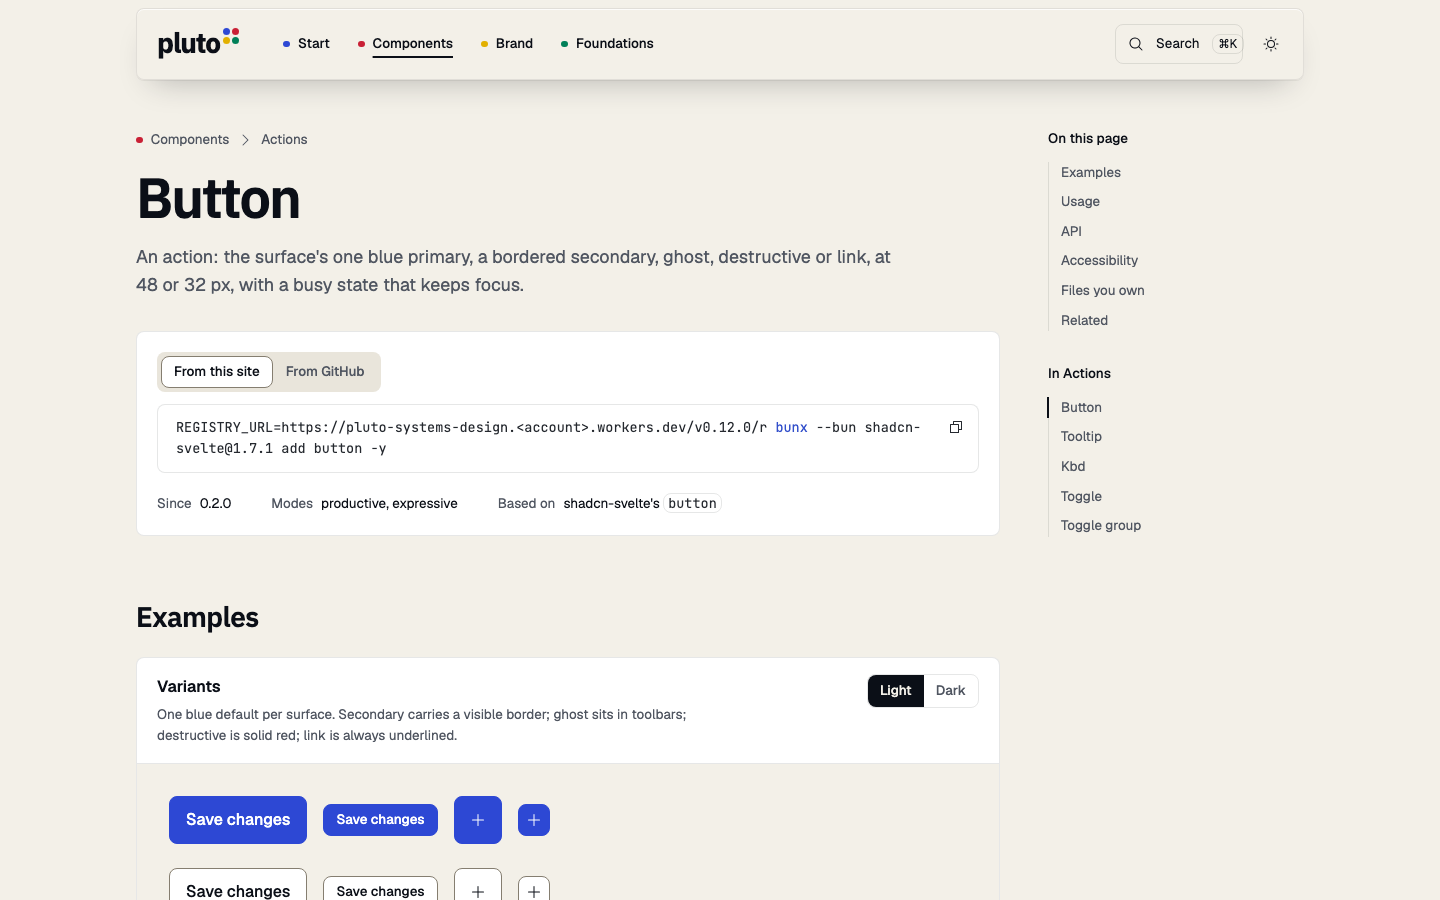 pluto
Start
Components
Brand
Foundations
Search
⌘K
Components
Actions
Button
An action: the surface's one blue primary, a bordered secondary, ghost, destructive or link, at
48 or 32 px, with a busy state that keeps focus.
From this site
From GitHub
REGISTRY_URL=https://pluto-systems-design.<account>.workers.dev/v0.12.0/r bunx --bun shadcn-
svelte@1.7.1 add button -y
Since 0.2.0
Modes productive, expressive
Based on shadcn-svelte's button
Examples
Variants
One blue default per surface. Secondary carries a visible border; ghost sits in toolbars;
destructive is solid red; link is always underlined.
Light
Dark
Save changes
Save changes
Save changes
Save changes
On this page
Examples
Usage
API
Accessibility
Files you own
Related
In Actions
Button
Tooltip
Kbd
Toggle
Toggle group